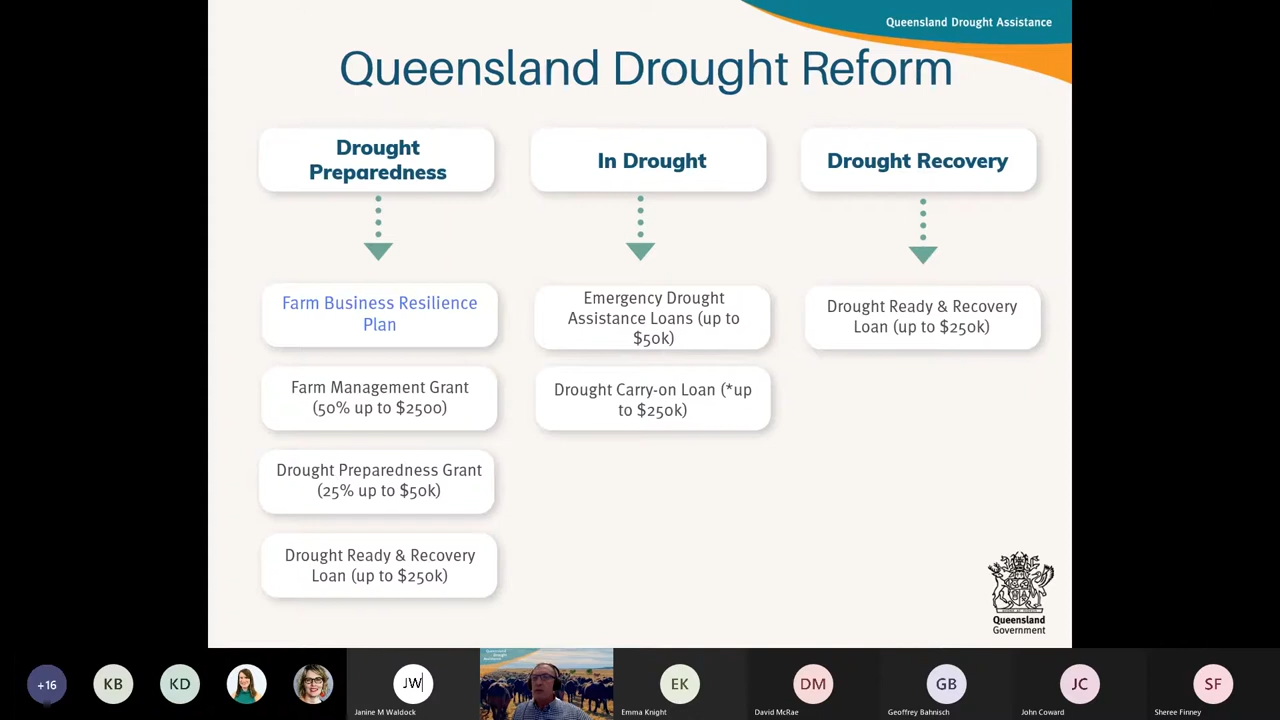 Queensland Drought Assistance
Queensland Drought Reform
Drought
Preparedness
In Drought
Drought Recovery
Farm Business Resilience
Plan
Farm Management Grant
(50% up to $2500)
Drought Preparedness Grant
(25% up to $50k)
Drought Ready & Recovery
Loan (up to $250k)
Emergency Drought
Assistance Loans (up to
$50k)
Drought Carry-on Loan (*up
to $250k)
Drought Ready & Recovery
Loan (up to $250k)
Queensland
Government
+16
KB
KD
JW
Janine M Waldock
Queensland
Drought
Assistance
EK
Emma Knight
DM
David McRae
GB
Geoffrey Bahnisch
JC
John Coward
SF
Sheree Finney